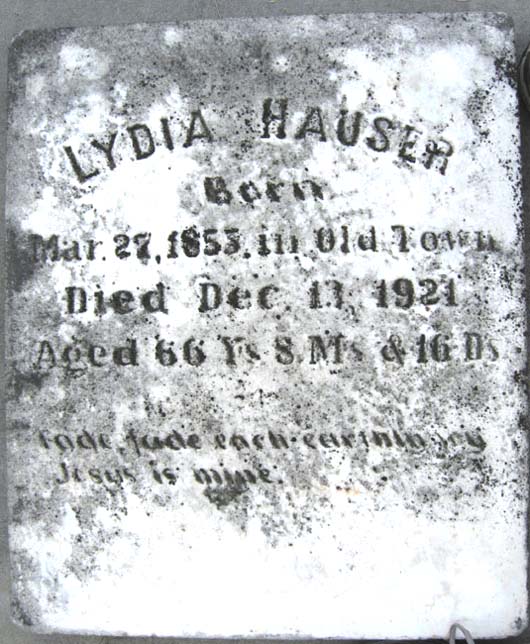 LYDIA HAUSER
Born
Mar. 27, 1855. in Old Town
Died Dec. 13, 1921
Aged 66 Ys 8 Ms & 16 Ds
Fade, fade each earthly joy
Jesus is mine.